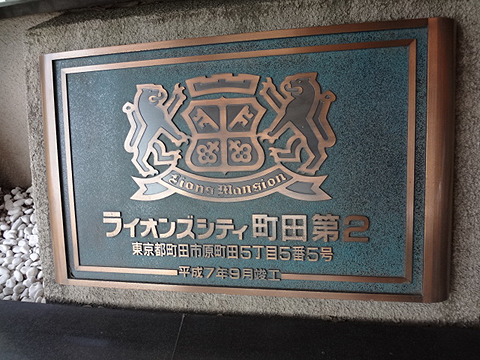 Lions Mansion
ライオンズシティ町田第2
東京都町田市原町田5丁目5番5号
平成7年9月竣工